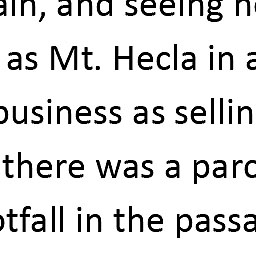 ain, and seeing
as Mt. Hecla in a
business as sellin
there was a parc
otfall in the passa